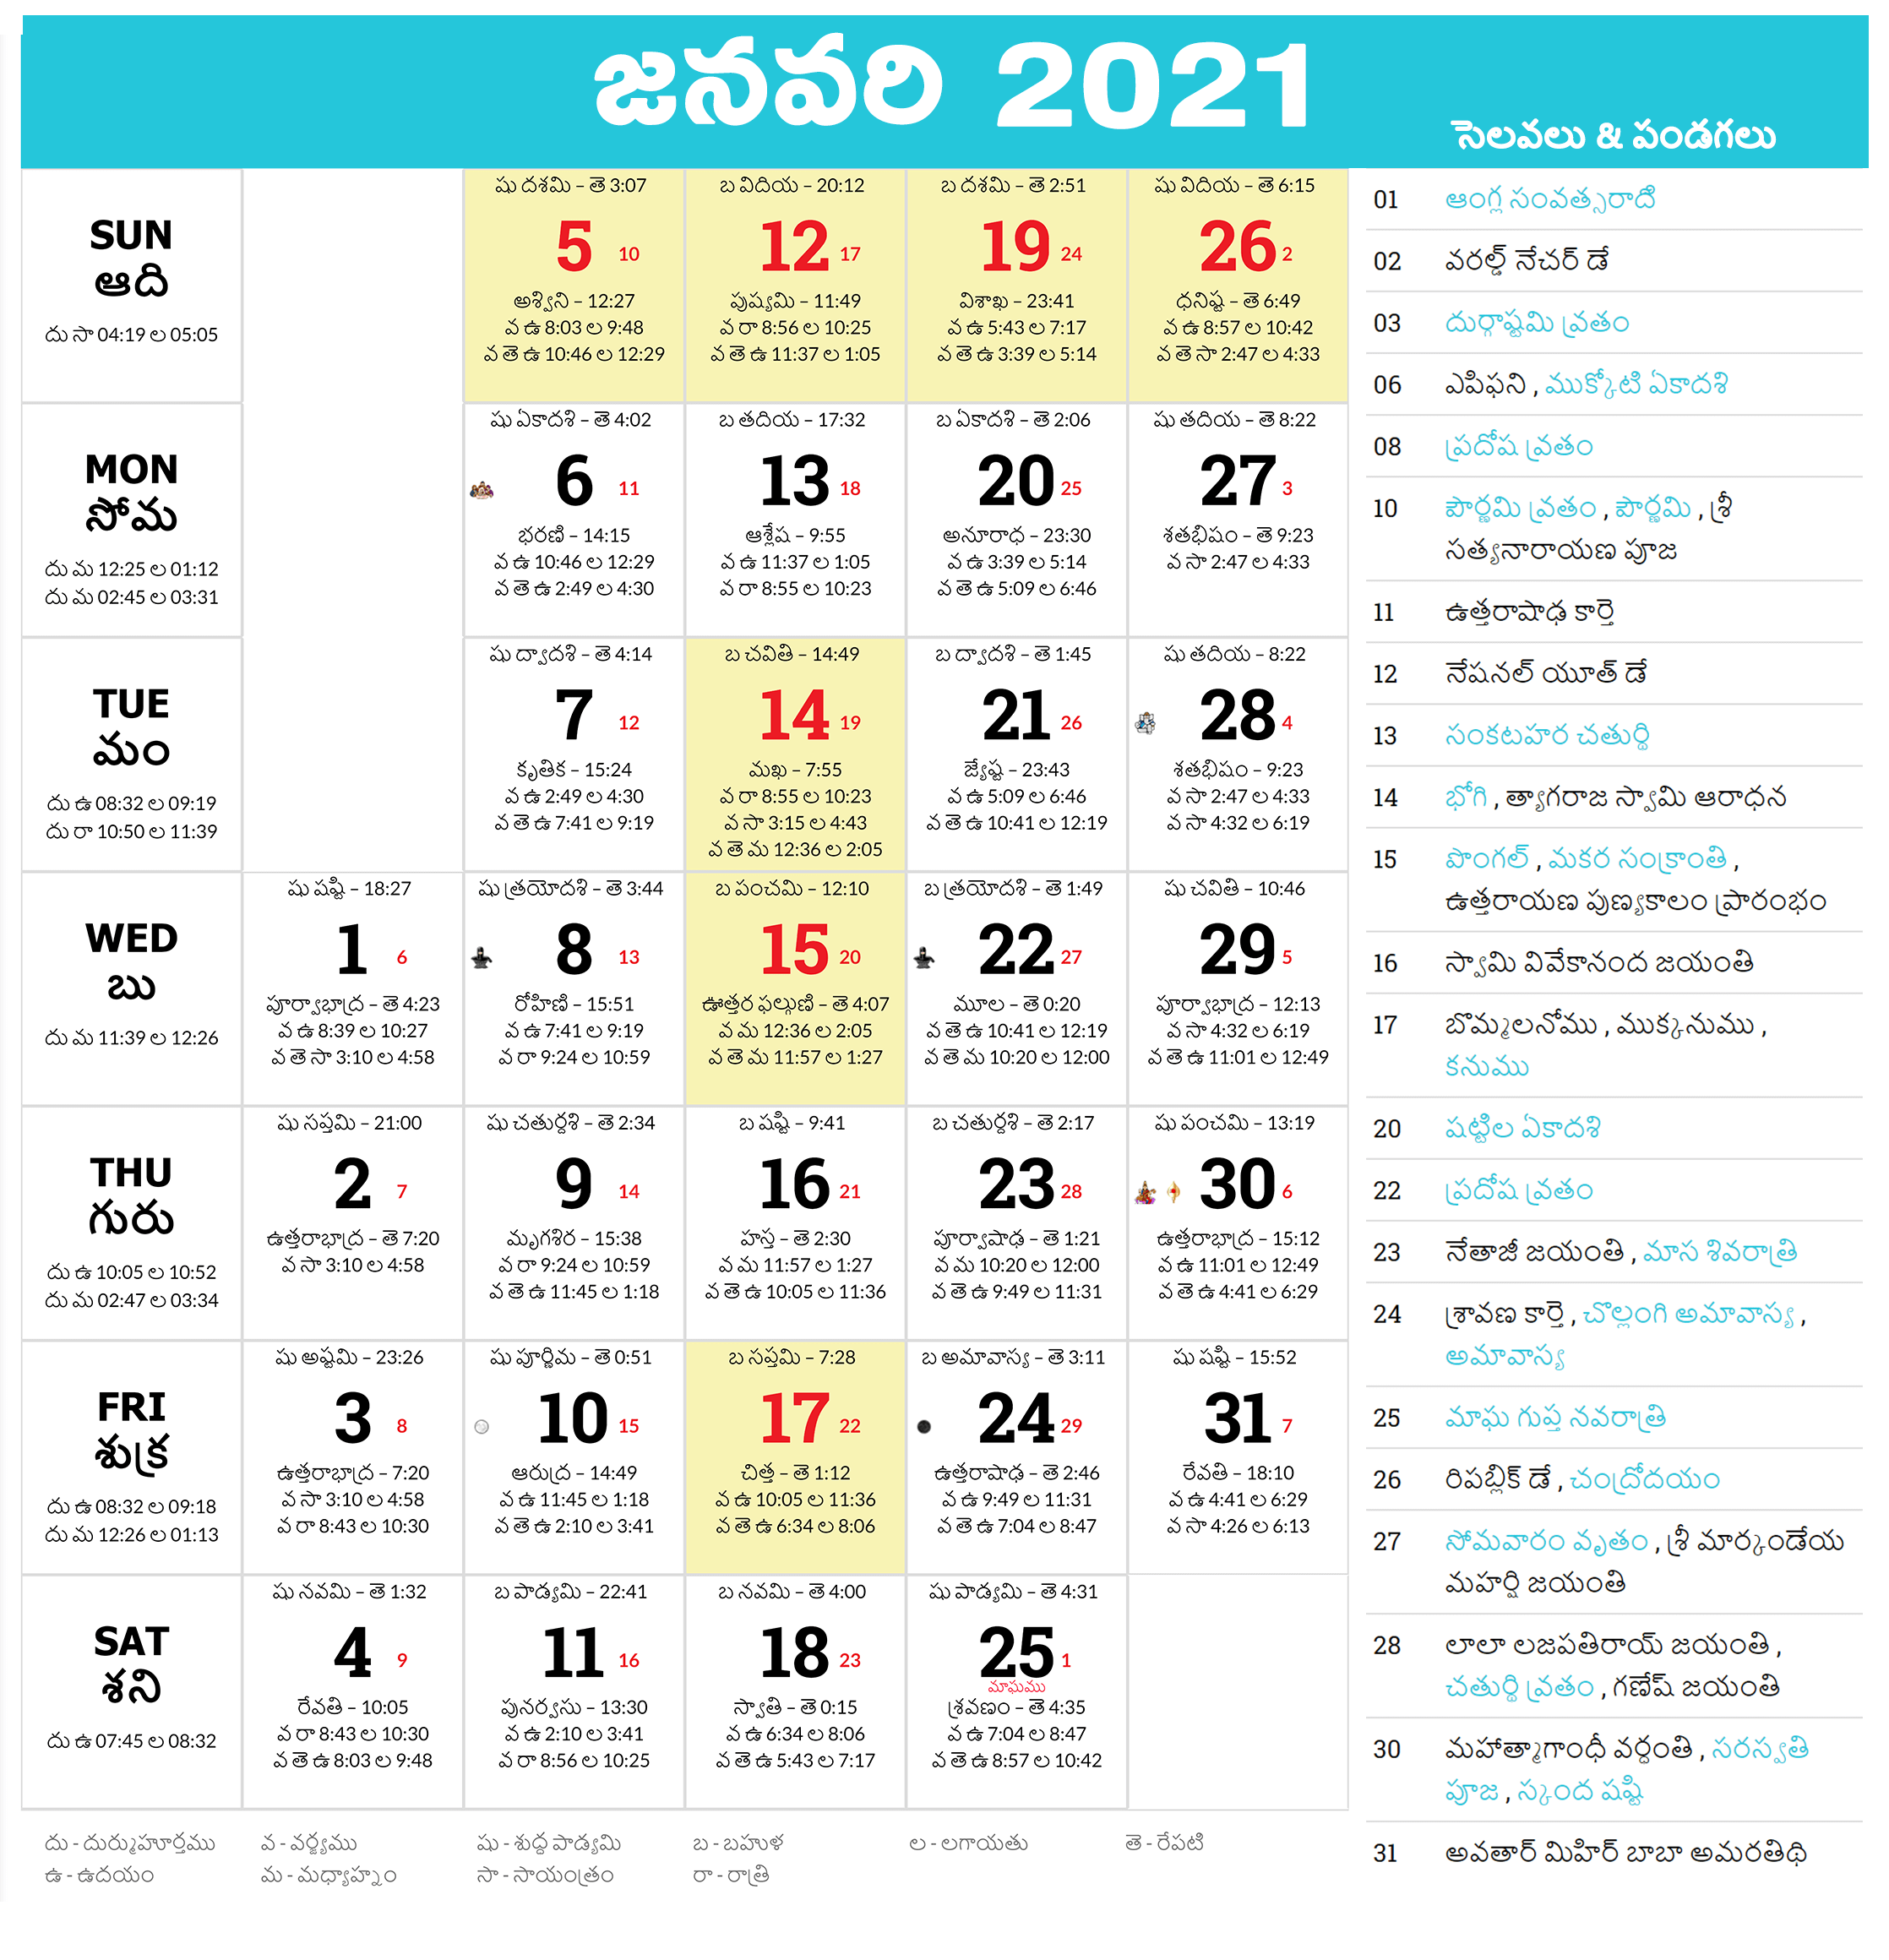 జనవరి 2021
సెలవలు & పండగలు
SUN
ఆది
దు సా 04:19 ల 05:05
షు దశమి – తె 3:07
5 10
అశ్విని – 12:27
వ ఉ 8:03 ల 9:48
వ తె ఉ 10:46 ల 12:29
బ విదియ – 20:12
12 17
పుష్యమి – 11:49
వ రా 8:56 ల 10:25
వ తె ఉ 11:37 ల 1:05
బ దశమి – తె 2:51
19 24
విశాఖ – 23:41
వ ఉ 5:43 ల 7:17
వ తె ఉ 3:39 ల 5:14
షు విదియ – తె 6:15
26 2
ధనిష్ట – తె 6:49
వ ఉ 8:57 ల 10:42
వ తె సా 2:47 ల 4:33
MON
సోమ
దు మ 12:25 ల 01:12
దు మ 02:45 ల 03:31
షు ఏకాదశి – తె 4:02
6 11
భరణి – 14:15
వ ఉ 10:46 ల 12:29
వ తె ఉ 2:49 ల 4:30
బ తదియ – 17:32
13 18
ఆశ్లేష – 9:55
వ ఉ 11:37 ల 1:05
వ రా 8:55 ల 10:23
బ ఏకాదశి – తె 2:06
20 25
అనూరాధ – 23:30
వ ఉ 3:39 ల 5:14
వ తె ఉ 5:09 ల 6:46
షు తదియ – తె 8:22
27 3
శతభిషం – తె 9:23
వ సా 2:47 ల 4:33
TUE
మం
దు ఉ 08:32 ల 09:19
దు రా 10:50 ల 11:39
షు ద్వాదశి – తె 4:14
7 12
కృతిక – 15:24
వ ఉ 2:49 ల 4:30
వ తె ఉ 7:41 ల 9:19
బ చవితి – 14:49
14 19
మఖ – 7:55
వ రా 8:55 ల 10:23
వ సా 3:15 ల 4:43
వ తె మ 12:36 ల 2:05
బ ద్వాదశి – తె 1:45
21 26
జ్యేష్ట – 23:43
వ ఉ 5:09 ల 6:46
వ తె ఉ 10:41 ల 12:19
షు తదియ – 8:22
28 4
శతభిషం – 9:23
వ సా 2:47 ల 4:33
వ సా 4:32 ల 6:19
WED
బు
దు మ 11:39 ల 12:26
షు షష్టి – 18:27
1 6
పూర్వాభాద్ర – తె 4:23
వ ఉ 8:39 ల 10:27
వ తె సా 3:10 ల 4:58
షు త్రయోదశి – తె 3:44
8 13
రోహిణి – 15:51
వ ఉ 7:41 ల 9:19
వ రా 9:24 ల 10:59
బ పంచమి – 12:10
15 20
ఊత్తర ఫల్గుణి – తె 4:07
వ మ 12:36 ల 2:05
వ తె మ 11:57 ల 1:27
బ త్రయోదశి – తె 1:49
22 27
మూల – తె 0:20
వ తె ఉ 10:41 ల 12:19
వ తె మ 10:20 ల 12:00
షు చవితి – 10:46
29 5
పూర్వాభాద్ర – 12:13
వ సా 4:32 ల 6:19
వ తె ఉ 11:01 ల 12:49
THU
గురు
దు ఉ 10:05 ల 10:52
దు మ 02:47 ల 03:34
షు సప్తమి – 21:00
2 7
ఉత్తరాభాద్ర – తె 7:20
వ సా 3:10 ల 4:58
షు చతుర్దశి – తె 2:34
9 14
మృగశిర – 15:38
వ రా 9:24 ల 10:59
వ తె ఉ 11:45 ల 1:18
బ షష్టి – 9:41
16 21
హస్త – తె 2:30
వ మ 11:57 ల 1:27
వ తె ఉ 10:05 ల 11:36
బ చతుర్దశి – తె 2:17
23 28
పూర్వాషాఢ – తె 1:21
వ మ 10:20 ల 12:00
వ తె ఉ 9:49 ల 11:31
షు పంచమి – 13:19
30 6
ఉత్తరాభాద్ర – 15:12
వ ఉ 11:01 ల 12:49
వ తె ఉ 4:41 ల 6:29
FRI
శుక్ర
దు ఉ 08:32 ల 09:18
దు మ 12:26 ల 01:13
షు అష్టమి – 23:26
3 8
ఉత్తరాభాద్ర – 7:20
వ సా 3:10 ల 4:58
వ రా 8:43 ల 10:30
షు పూర్ణిమ – తె 0:51
10 15
ఆరుద్ర – 14:49
వ ఉ 11:45 ల 1:18
వ తె ఉ 2:10 ల 3:41
బ సప్తమి – 7:28
17 22
చిత్త – తె 1:12
వ ఉ 10:05 ల 11:36
వ తె ఉ 6:34 ల 8:06
బ అమావాస్య – తె 3:11
24 29
ఉత్తరాషాఢ – తె 2:46
వ ఉ 9:49 ల 11:31
వ తె ఉ 7:04 ల 8:47
షు షష్టి – 15:52
31 7
రేవతి – 18:10
వ ఉ 4:41 ల 6:29
వ సా 4:26 ల 6:13
SAT
శని
దు ఉ 07:45 ల 08:32
షు నవమి – తె 1:32
4 9
రేవతి – 10:05
వ రా 8:43 ల 10:30
వ తె ఉ 8:03 ల 9:48
బ పాడ్యమి – 22:41
11 16
పునర్వసు – 13:30
వ ఉ 2:10 ల 3:41
వ రా 8:56 ల 10:25
బ నవమి – తె 4:00
18 23
స్వాతి – తె 0:15
వ ఉ 6:34 ల 8:06
వ తె ఉ 5:43 ల 7:17
షు పాడ్యమి – తె 4:31
25 1
మాఘము
శ్రవణం – తె 4:35
వ ఉ 7:04 ల 8:47
వ తె ఉ 8:57 ల 10:42
దు - దుర్ముహూర్తము వ - వర్జ్యము షు - శుద్ధ పాడ్యమి బ - బహుళ ల - లగాయతు తె - రేపటి
ఉ - ఉదయం మ - మధ్యాహ్నం సా - సాయంత్రం రా - రాత్రి
01 ఆంగ్ల సంవత్సరాది
02 వరల్డ్ నేచర్ డే
03 దుర్గాష్టమి వ్రతం
06 ఎపిఫని , ముక్కోటి ఏకాదశి
08 ప్రదోష వ్రతం
10 పౌర్ణమి వ్రతం , పౌర్ణమి , శ్రీ
సత్యనారాయణ పూజ
11 ఉత్తరాషాఢ కార్తె
12 నేషనల్ యూత్ డే
13 సంకటహర చతుర్థి
14 భోగి , త్యాగరాజ స్వామి ఆరాధన
15 పొంగల్ , మకర సంక్రాంతి ,
ఉత్తరాయణ పుణ్యకాలం ప్రారంభం
16 స్వామి వివేకానంద జయంతి
17 బొమ్మలనోము , ముక్కనుము ,
కనుము
20 షట్టిల ఏకాదశి
22 ప్రదోష వ్రతం
23 నేతాజీ జయంతి , మాస శివరాత్రి
24 శ్రావణ కార్తె , చొల్లంగి అమావాస్య ,
అమావాస్య
25 మాఘ గుప్త నవరాత్రి
26 రిపబ్లిక్ డే , చంద్రోదయం
27 సోమవారం వృతం , శ్రీ మార్కండేయ
మహర్షి జయంతి
28 లాలా లజపతిరాయ్ జయంతి ,
చతుర్థి వ్రతం , గణేష్ జయంతి
30 మహాత్మాగాంధీ వర్ధంతి , సరస్వతి
పూజ , స్కంద షష్టి
31 అవతార్ మిహిర్ బాబా అమరతిథి